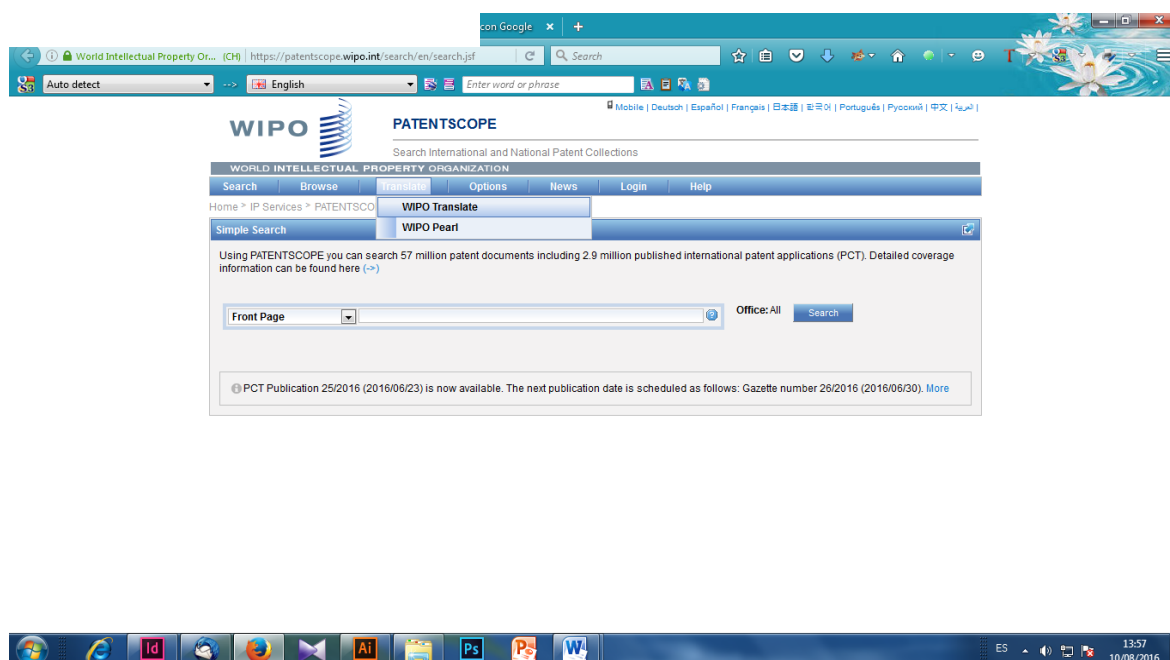 con Google
World Intellectual Property Or... (CH) https://patentscope.wipo.int/search/en/search.jsf Search
Auto detect --> English Enter word or phrase
Mobile | Deutsch | Español | Français | 日本語 | 한국어 | Português | Русский | 中文 | العربية |
WIPO PATENTSCOPE
Search International and National Patent Collections
WORLD INTELLECTUAL PROPERTY ORGANIZATION
Search Browse Translate Options News Login Help
Home > IP Services > PATENTSCO
WIPO Translate
WIPO Pearl
Simple Search
Using PATENTSCOPE you can search 57 million patent documents including 2.9 million published international patent applications (PCT). Detailed coverage
information can be found here (->)
Front Page Office: All Search
PCT Publication 25/2016 (2016/06/23) is now available. The next publication date is scheduled as follows: Gazette number 26/2016 (2016/06/30). More
Id Ai Ps ES 13:57
10/08/2016